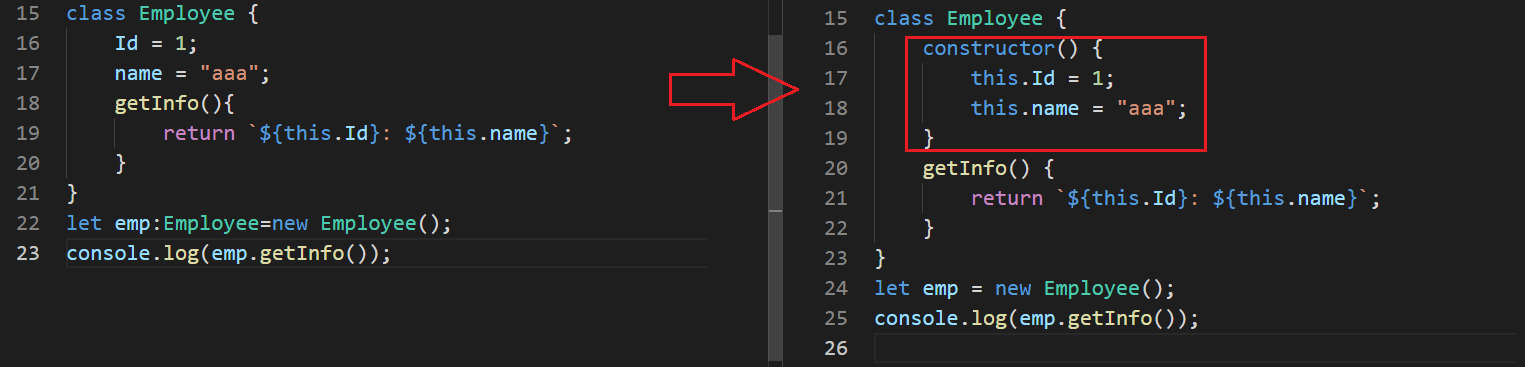 15 class Employee {
16 Id = 1;
17 name = "aaa";
18 getInfo(){
19 return `${this.Id}: ${this.name}`;
20 }
21 }
22 let emp:Employee=new Employee();
23 console.log(emp.getInfo());
15 class Employee {
16 constructor() {
17 this.Id = 1;
18 this.name = "aaa";
19 }
20 getInfo() {
21 return `${this.Id}: ${this.name}`;
22 }
23 }
24 let emp = new Employee();
25 console.log(emp.getInfo());
26